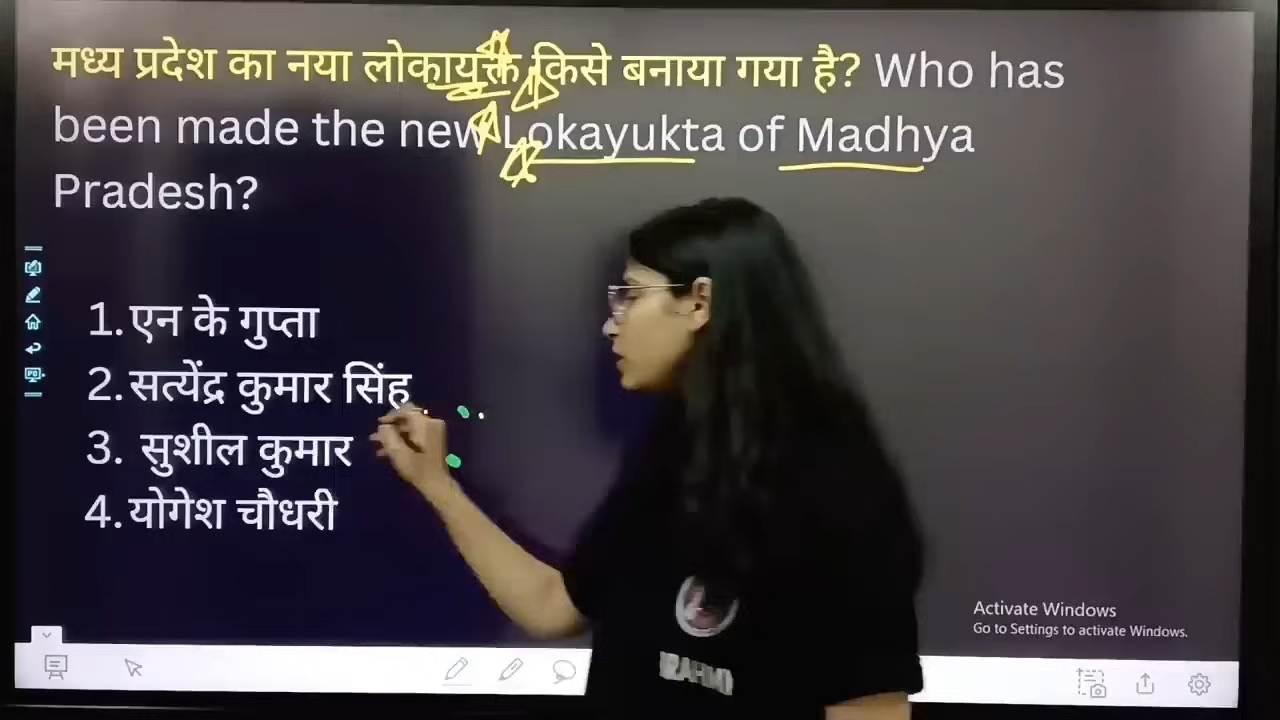 मध्य प्रदेश का नया लोकायुक्त किसे बनाया गया है? Who has
been made the new Lokayukta of Madhya
Pradesh?
1. एन के गुप्ता
2. सत्येंद्र कुमार सिंह
3. सुशील कुमार
4. योगेश चौधरी
Activate Windows
Go to Settings to activate Windows.